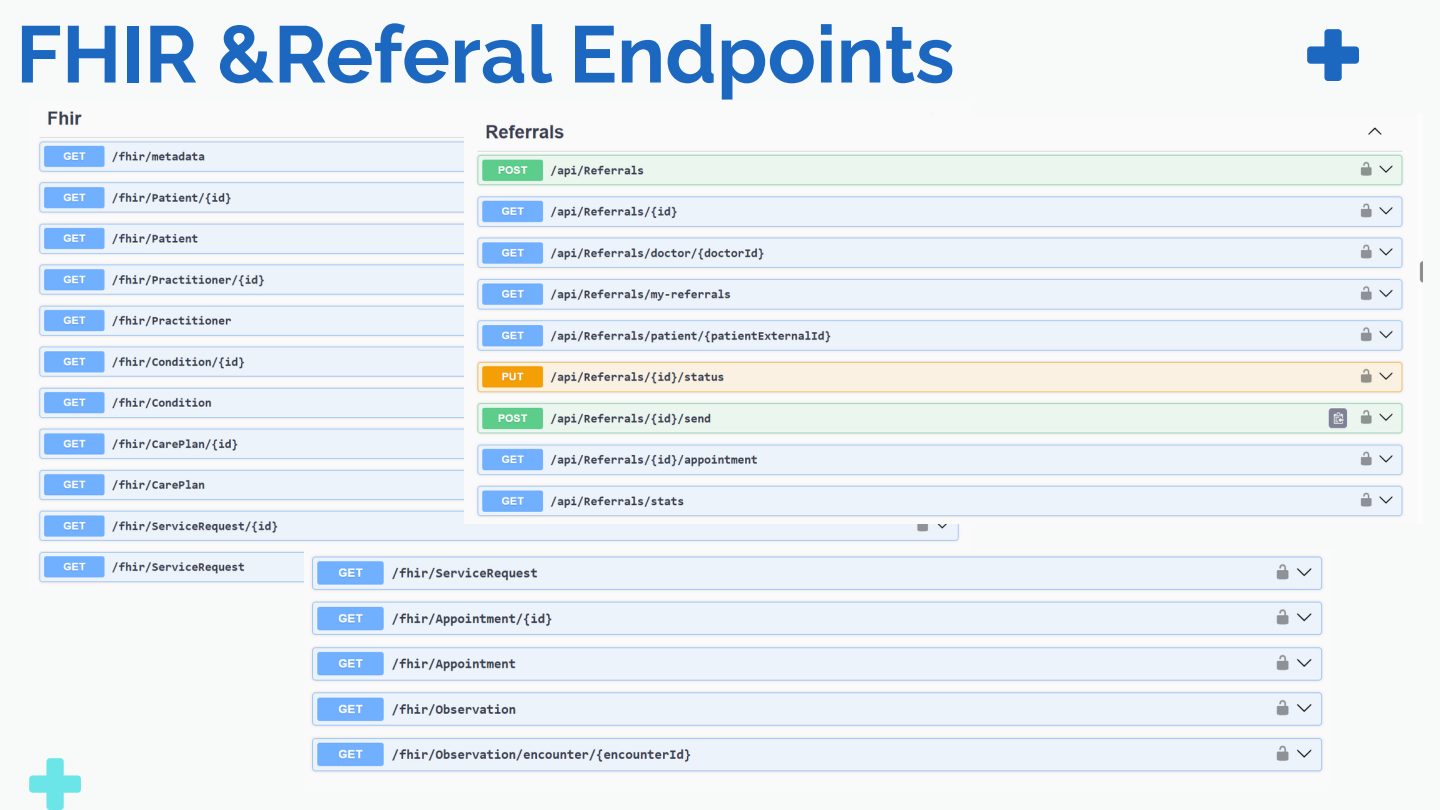 FHIR &Referal Endpoints
Fhir
GET /fhir/metadata
GET /fhir/Patient/{id}
GET /fhir/Patient
GET /fhir/Practitioner/{id}
GET /fhir/Practitioner
GET /fhir/Condition/{id}
GET /fhir/Condition
GET /fhir/CarePlan/{id}
GET /fhir/CarePlan
GET /fhir/ServiceRequest/{id}
GET /fhir/ServiceRequest
Referrals
POST /api/Referrals
GET /api/Referrals/{id}
GET /api/Referrals/doctor/{doctorId}
GET /api/Referrals/my-referrals
GET /api/Referrals/patient/{patientExternalId}
PUT /api/Referrals/{id}/status
POST /api/Referrals/{id}/send
GET /api/Referrals/{id}/appointment
GET /api/Referrals/stats
GET /fhir/ServiceRequest
GET /fhir/Appointment/{id}
GET /fhir/Appointment
GET /fhir/Observation
GET /fhir/Observation/encounter/{encounterId}